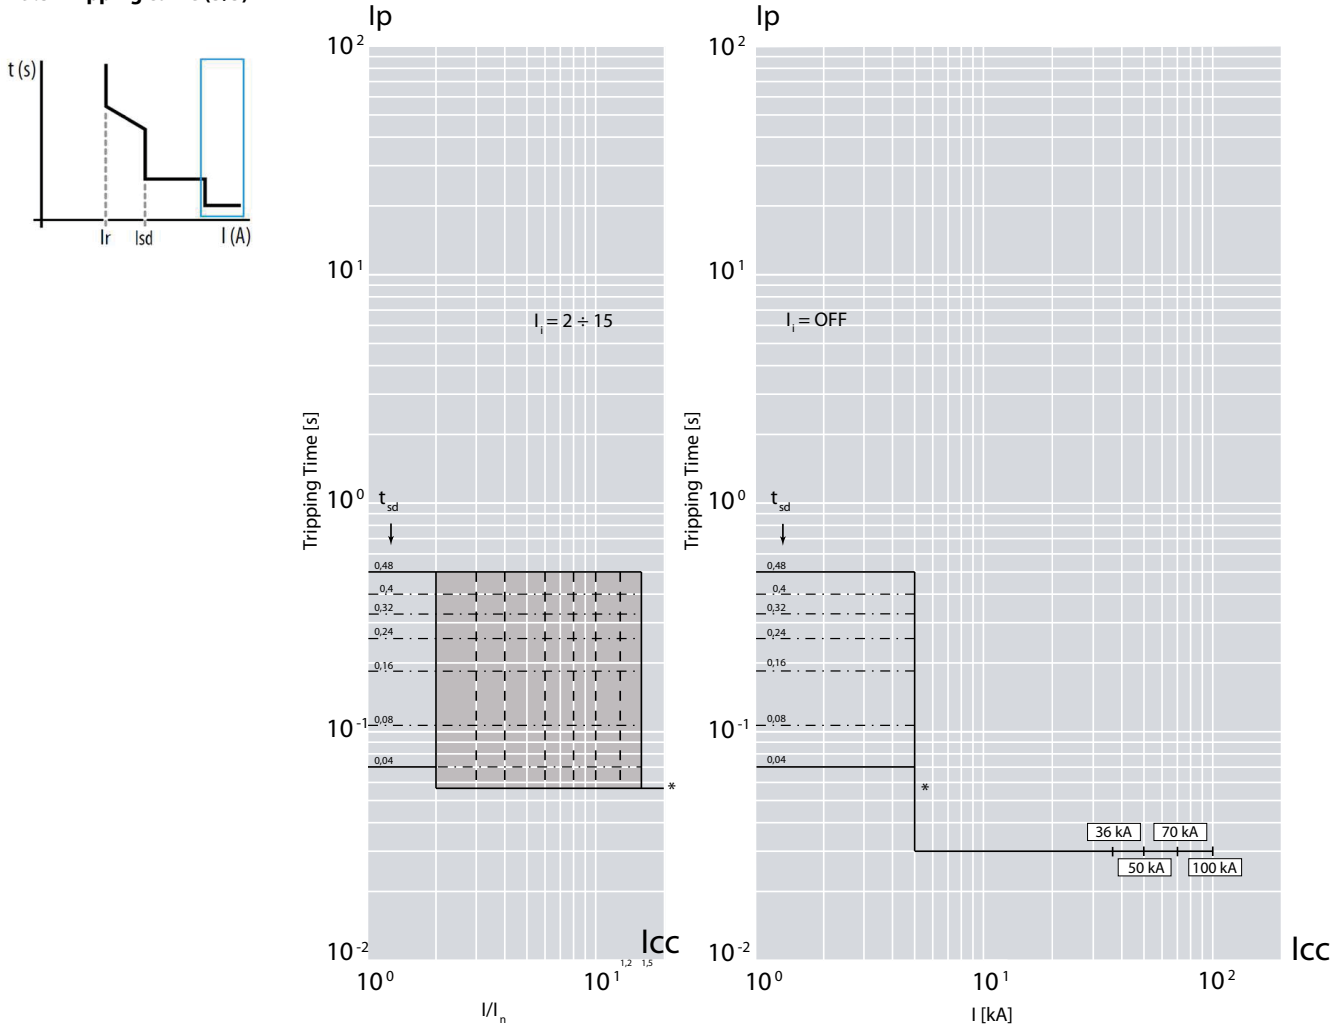 t (s)
Ir
Isd
I (A)
Ip
10²
10¹
10⁰
10⁻¹
10⁻²
Tripping Time [s]
Iᵢ = 2 ÷ 15
t_sd
0,48
0,4
0,32
0,24
0,16
0,08
0,04
*
Icc
1,2
1,5
10⁰
10¹
I/Iₙ
Ip
10²
10¹
10⁰
10⁻¹
10⁻²
Tripping Time [s]
Iᵢ = OFF
t_sd
0,48
0,4
0,32
0,24
0,16
0,08
0,04
*
36 kA
70 kA
50 kA
100 kA
Icc
10⁰
10¹
10²
I [kA]